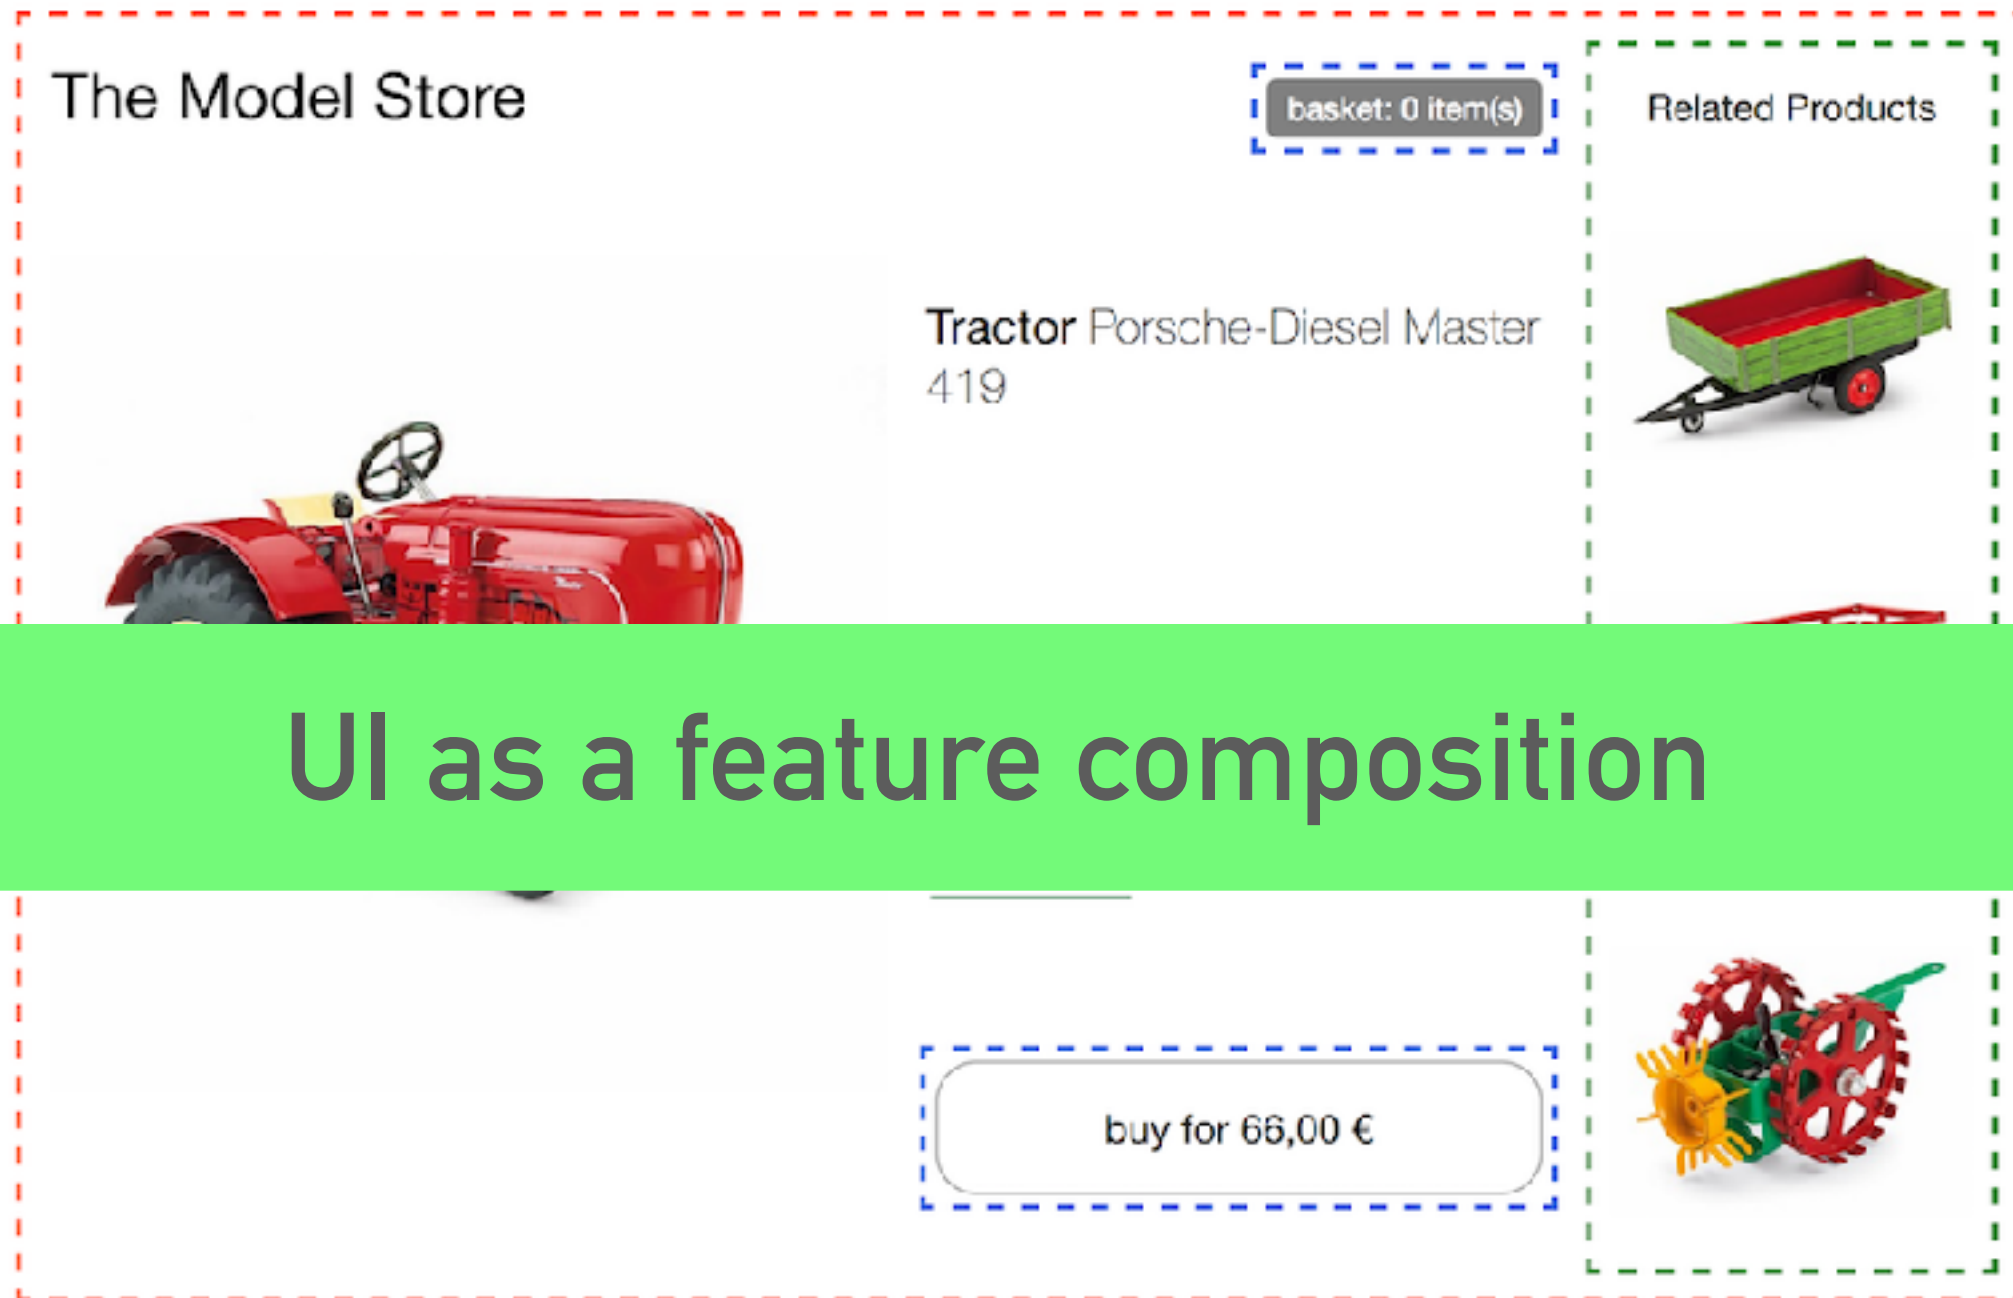 The Model Store
basket: 0 item(s)
Related Products
Tractor Porsche-Diesel Master
419
UI as a feature composition
buy for 66,00 €